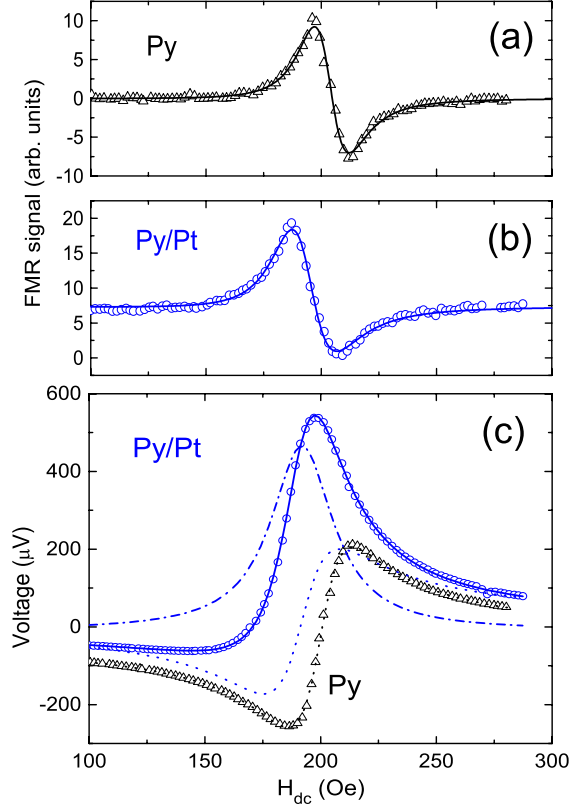 10
5
0
-5
-10
Py
(a)
FMR signal (arb. units)
20
15
10
5
0
Py/Pt
(b)
600
400
200
0
-200
Voltage (μV)
Py/Pt
(c)
Py
100 150 200 250 300
H_dc (Oe)